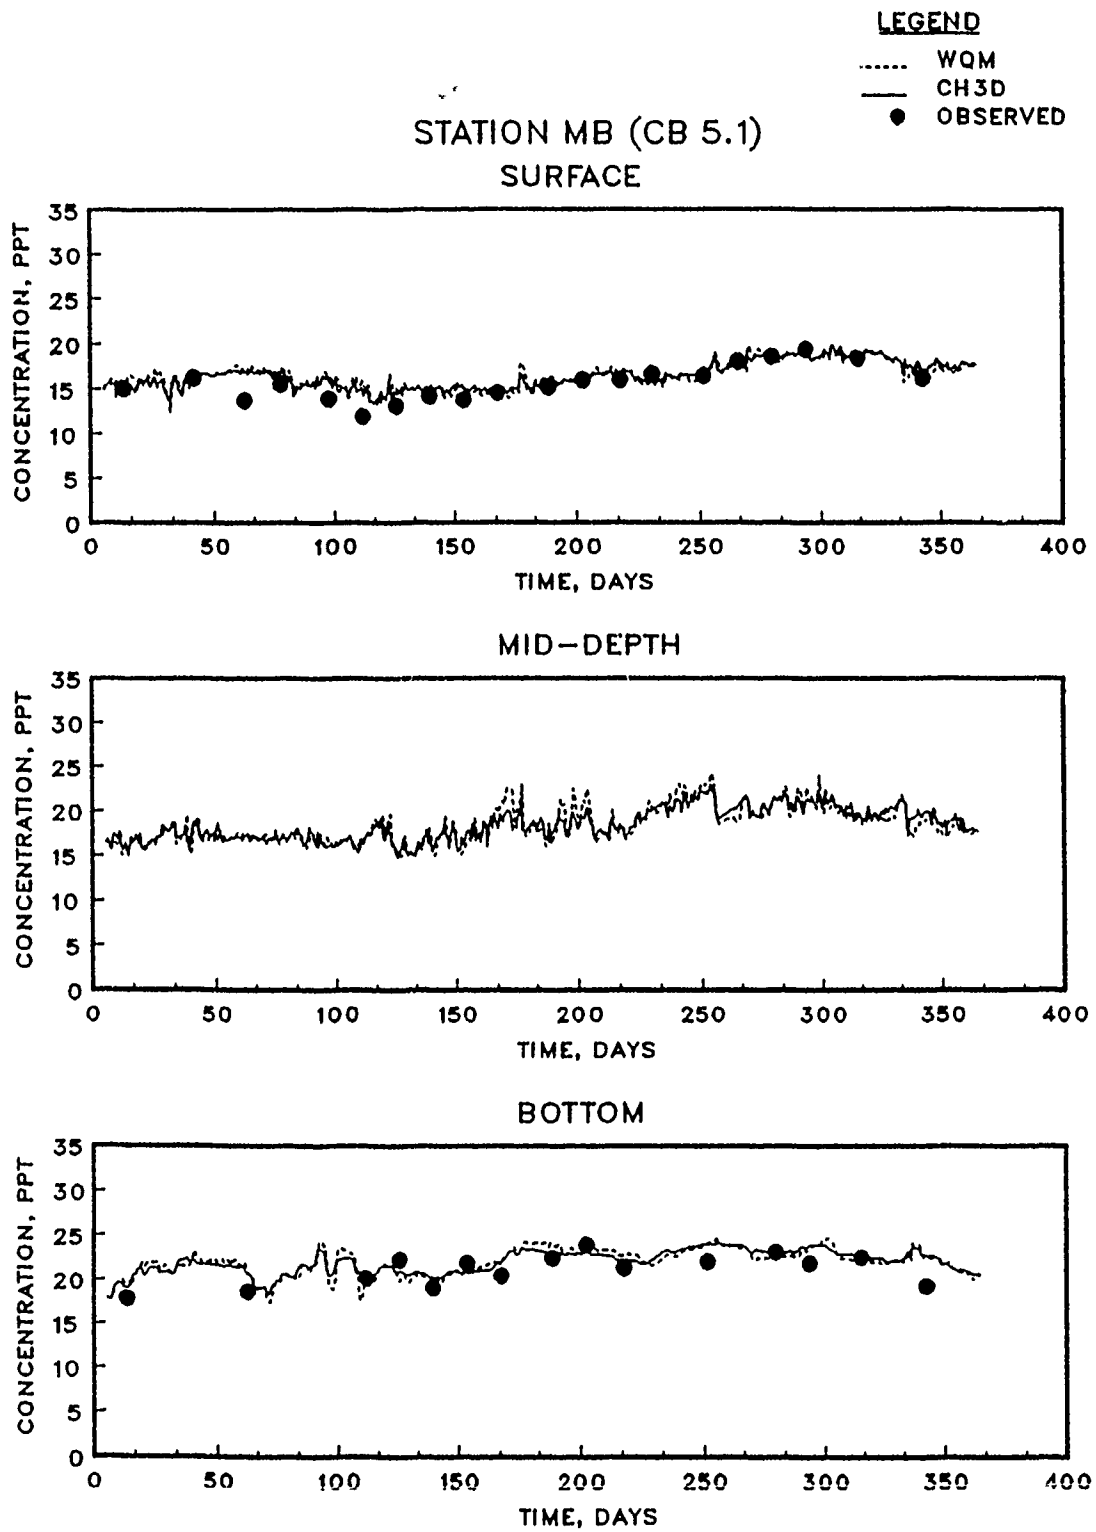 LEGEND
WQM
CH3D
OBSERVED
STATION MB (CB 5.1)
SURFACE
CONCENTRATION, PPT
35
30
25
20
15
10
5
0
0 50 100 150 200 250 300 350 400
TIME, DAYS
MID-DEPTH
CONCENTRATION, PPT
35
30
25
20
15
10
5
0
0 50 100 150 200 250 300 350 400
TIME, DAYS
BOTTOM
CONCENTRATION, PPT
35
30
25
20
15
10
5
0
0 50 100 150 200 250 300 350 400
TIME, DAYS